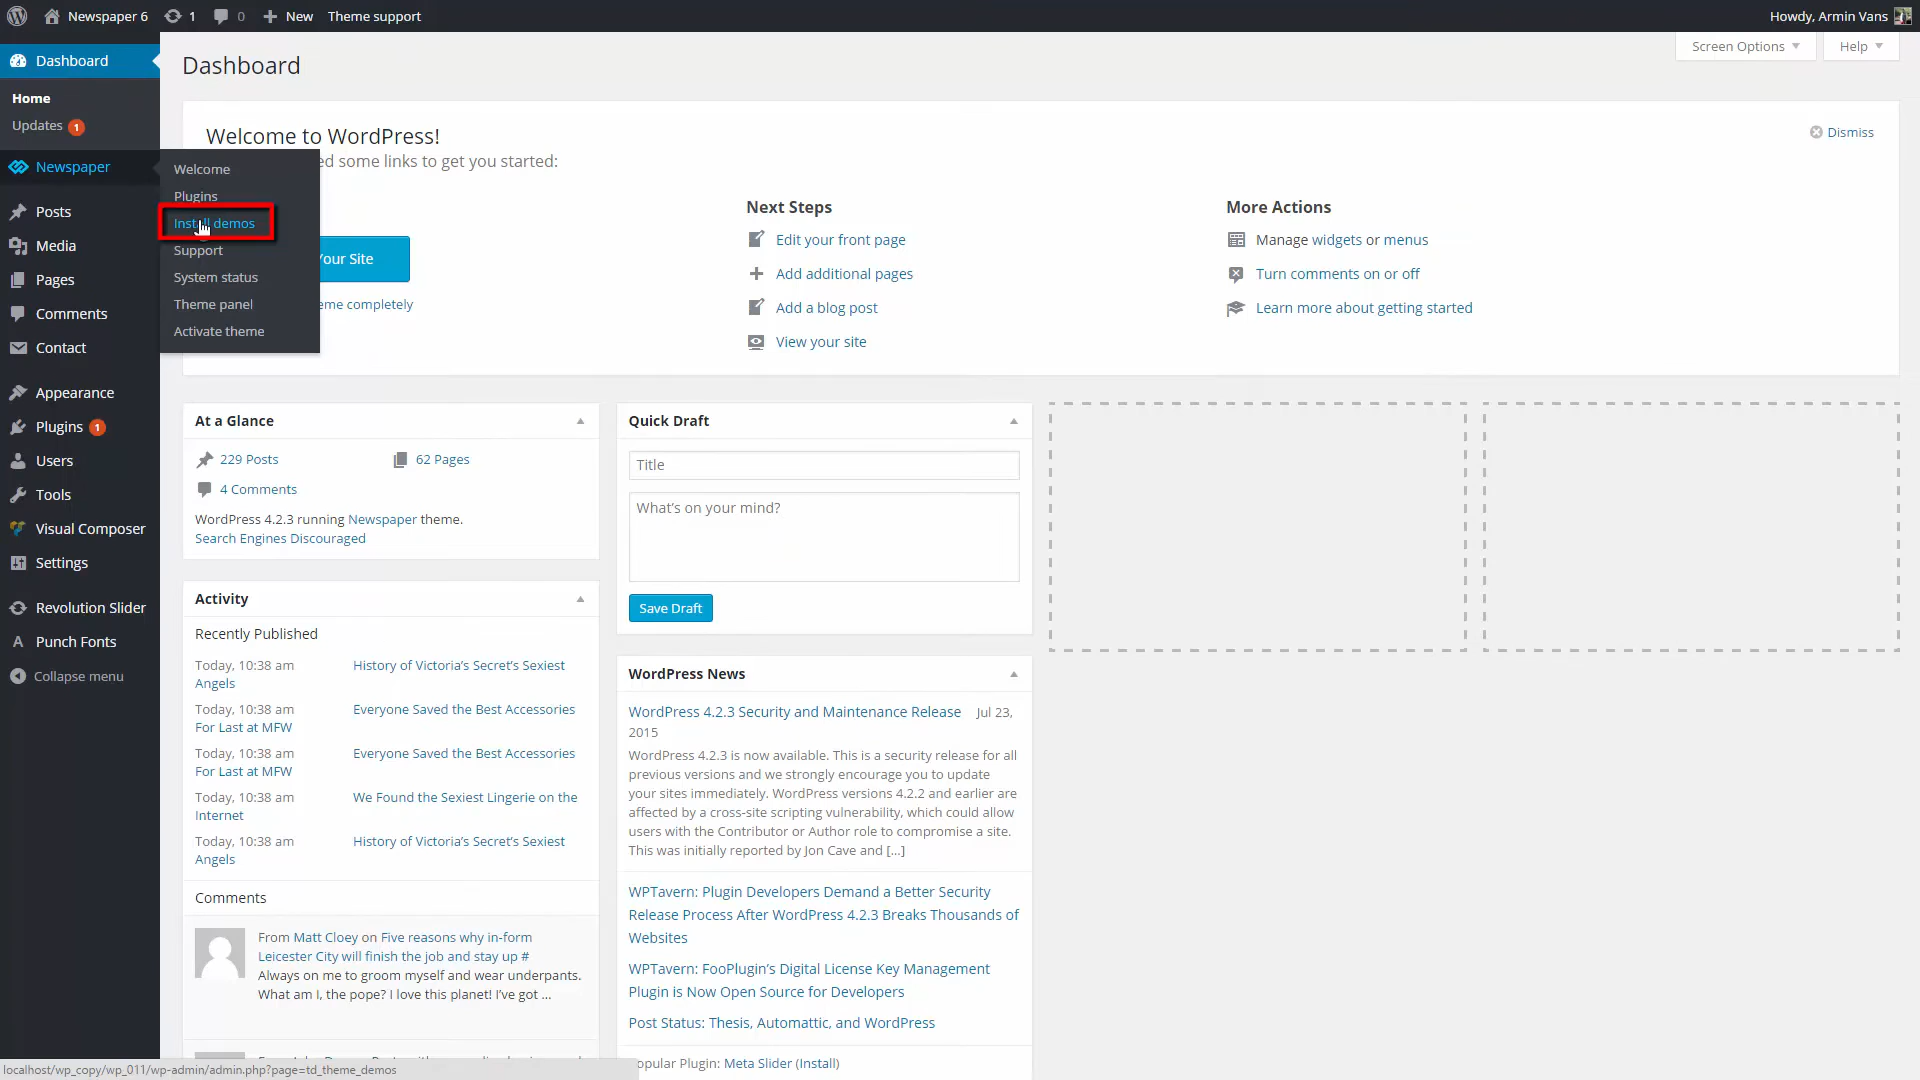 Newspaper 6 1 0 New Theme support
Howdy, Armin Vans
Screen Options Help
Dashboard
Home
Updates 1
Newspaper
Posts
Media
Pages
Comments
Contact
Appearance
Plugins 1
Users
Tools
Visual Composer
Settings
Revolution Slider
A Punch Fonts
Collapse menu
Welcome
Plugins
Install demos
Support
System status
Theme panel
Activate theme
Dashboard
Welcome to WordPress!
some links to get you started:
Dismiss
Your Site
completely
Next Steps
Edit your front page
Add additional pages
Add a blog post
View your site
More Actions
Manage widgets or menus
Turn comments on or off
Learn more about getting started
At a Glance
229 Posts 62 Pages
4 Comments
WordPress 4.2.3 running Newspaper theme.
Search Engines Discouraged
Activity
Recently Published
Today, 10:38 am History of Victoria's Secret's Sexiest
Angels
Today, 10:38 am Everyone Saved the Best Accessories
For Last at MFW
Today, 10:38 am Everyone Saved the Best Accessories
For Last at MFW
Today, 10:38 am We Found the Sexiest Lingerie on the
Internet
Today, 10:38 am History of Victoria's Secret's Sexiest
Angels
Comments
From Matt Cloey on Five reasons why in-form
Leicester City will finish the job and stay up #
Always on me to groom myself and wear underpants.
What am I, the pope? I love this planet! I've got ...
Quick Draft
Title
What's on your mind?
Save Draft
WordPress News
WordPress 4.2.3 Security and Maintenance Release Jul 23,
2015
WordPress 4.2.3 is now available. This is a security release for all
previous versions and we strongly encourage you to update
your sites immediately. WordPress versions 4.2.2 and earlier are
affected by a cross-site scripting vulnerability, which could allow
users with the Contributor or Author role to compromise a site.
This was initially reported by Jon Cave and [...]
WPTavern: Plugin Developers Demand a Better Security
Release Process After WordPress 4.2.3 Breaks Thousands of
Websites
WPTavern: FooPlugin's Digital License Key Management
Plugin is Now Open Source for Developers
Post Status: Thesis, Automattic, and WordPress
opular Plugin: Meta Slider (Install)
localhost/wp_copy/wp_011/wp-admin/admin.php?page=td_theme_demos